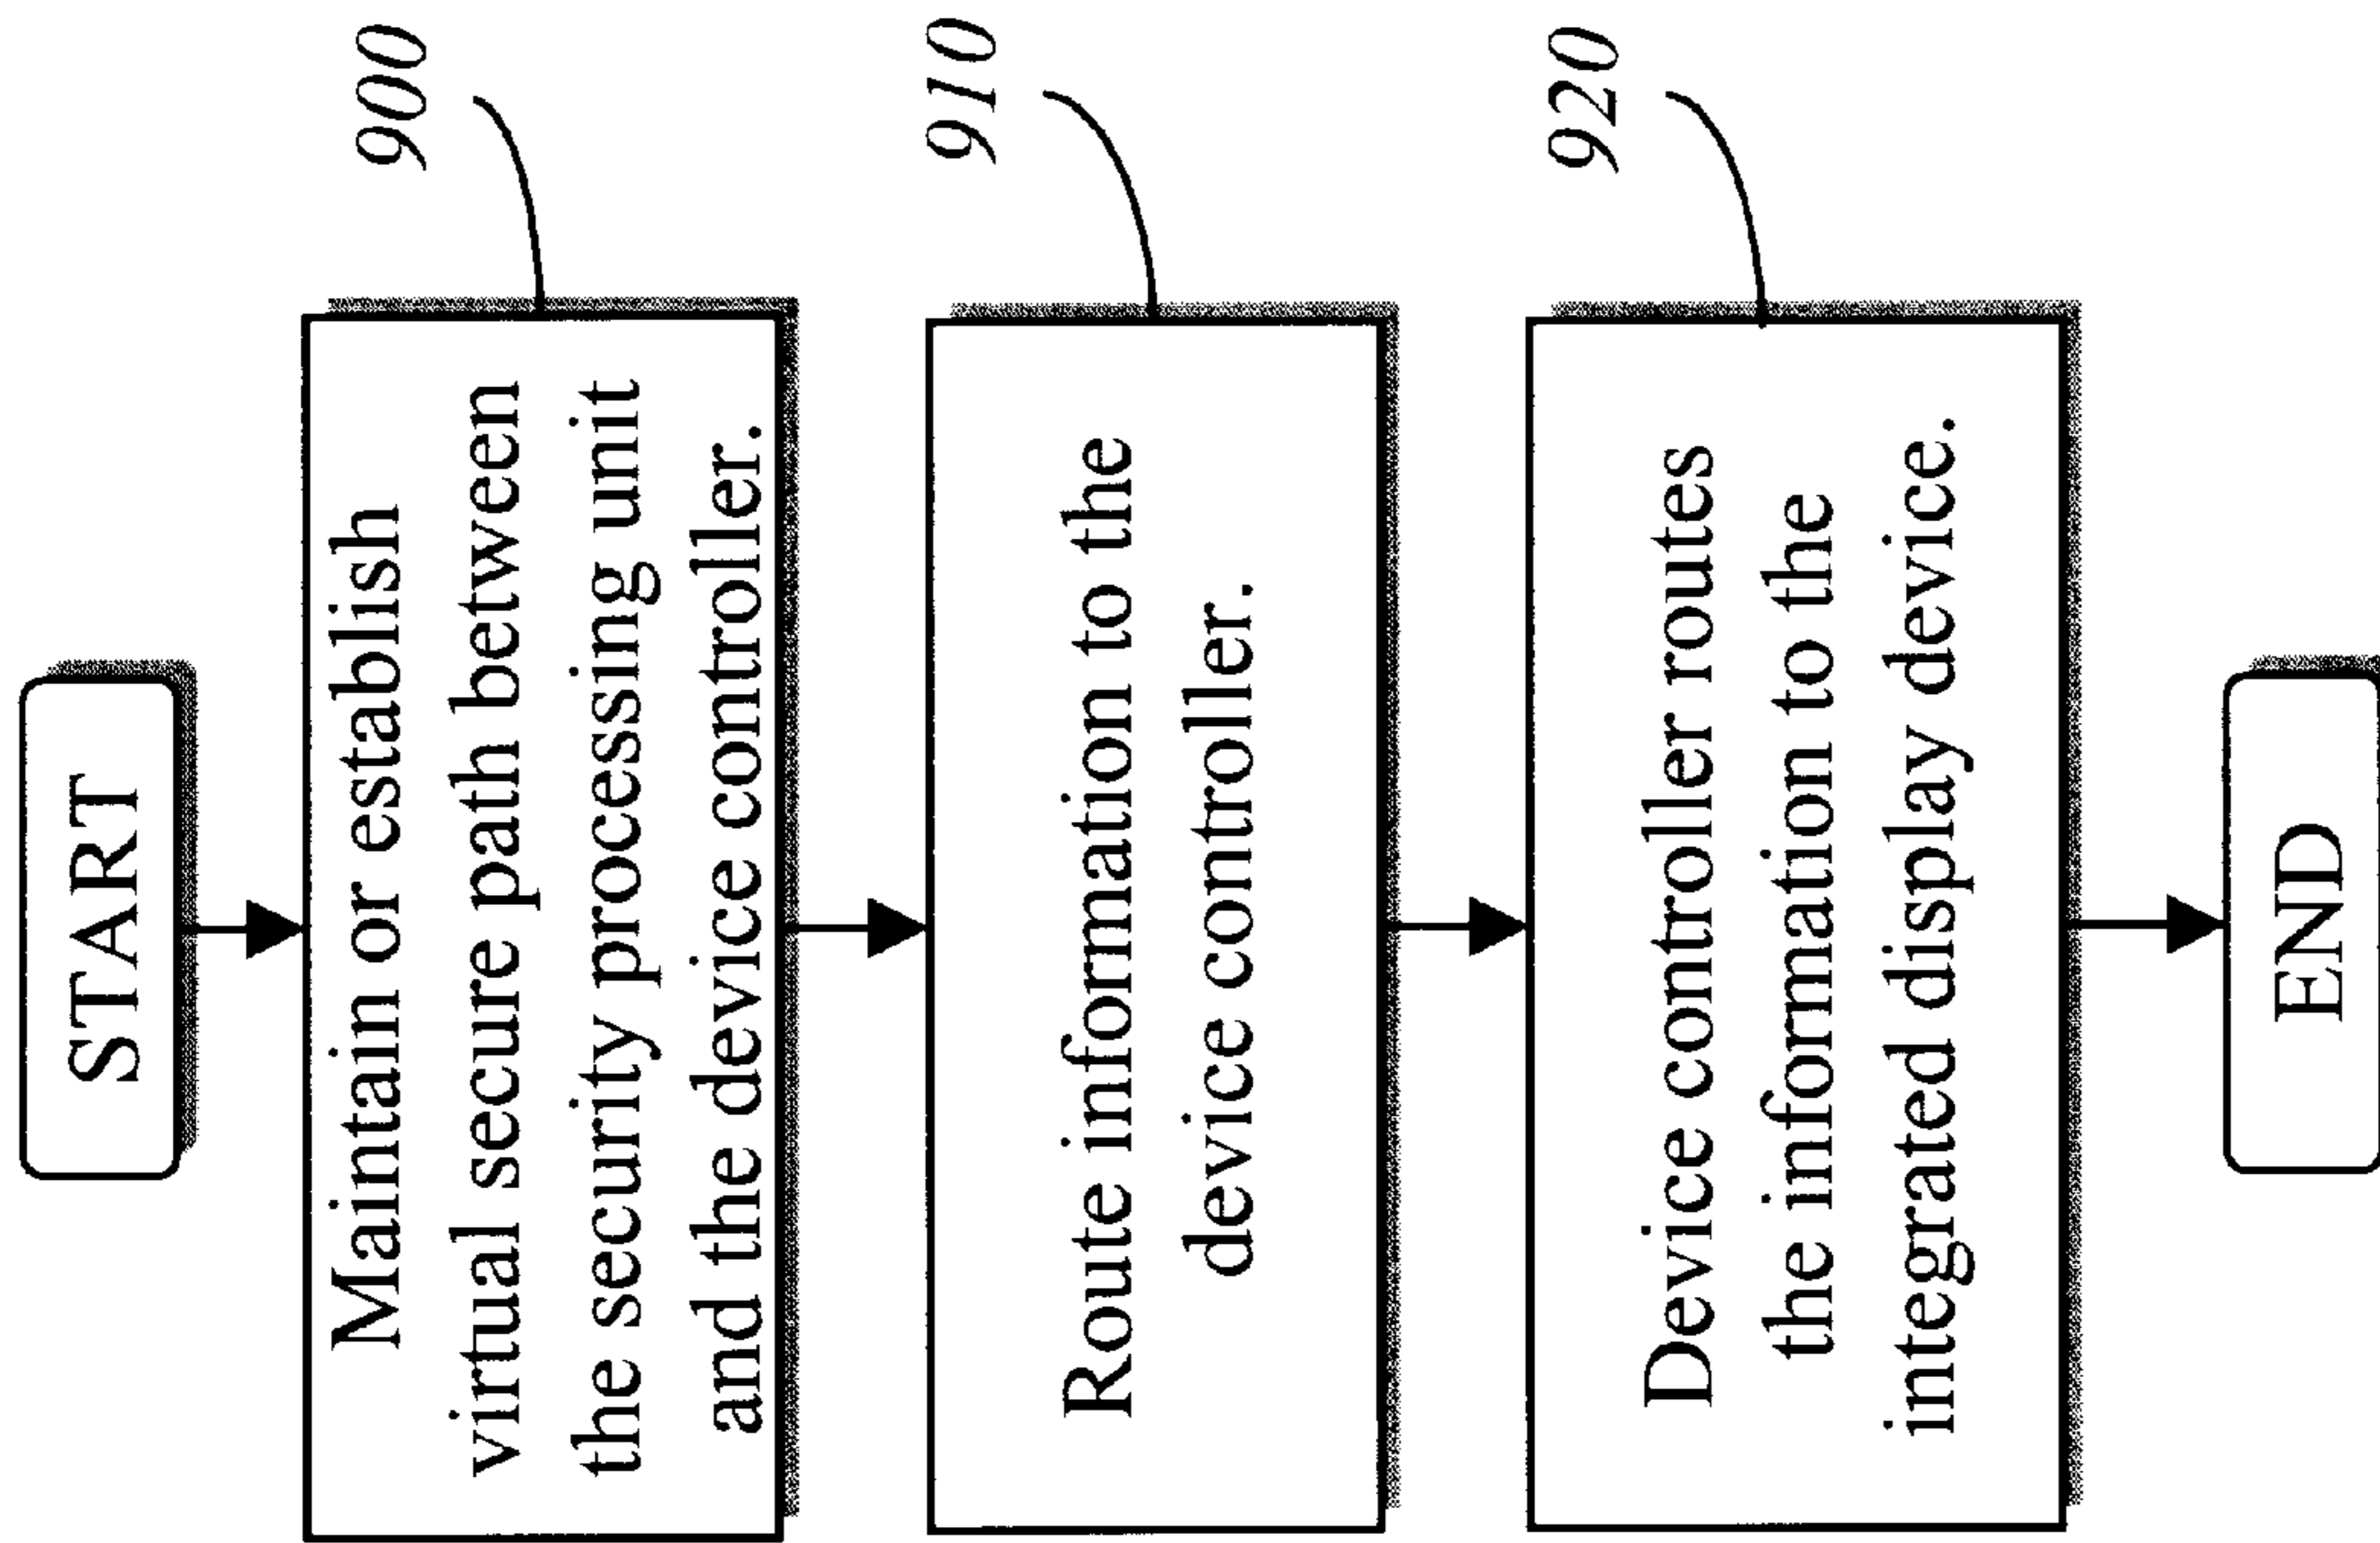 START
900
Maintain or establish
virtual secure path between
the security processing unit
and the device controller.
910
Route information to the
device controller.
920
Device controller routes
the information to the
integrated display device.
END